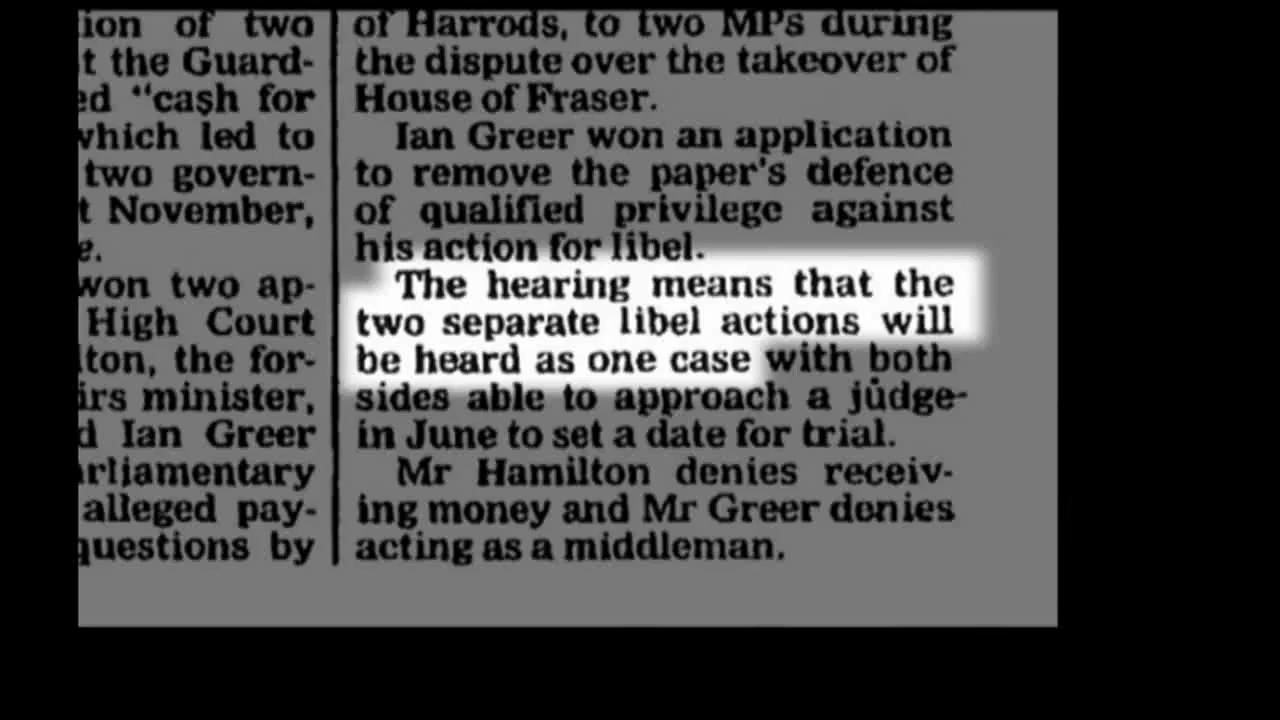 ion of two
t the Guard-
ed "cash for
which led to
two govern-
t November,
e.
won two ap-
High Court
lton, the for-
irs minister,
d Ian Greer
arliamentary
alleged pay-
questions by
of Harrods, to two MPs during
the dispute over the takeover of
House of Fraser.
Ian Greer won an application
to remove the paper's defence
of qualified privilege against
his action for libel.
The hearing means that the
two separate libel actions will
be heard as one case with both
sides able to approach a judge
in June to set a date for trial.
Mr Hamilton denies receiv-
ing money and Mr Greer denies
acting as a middleman.